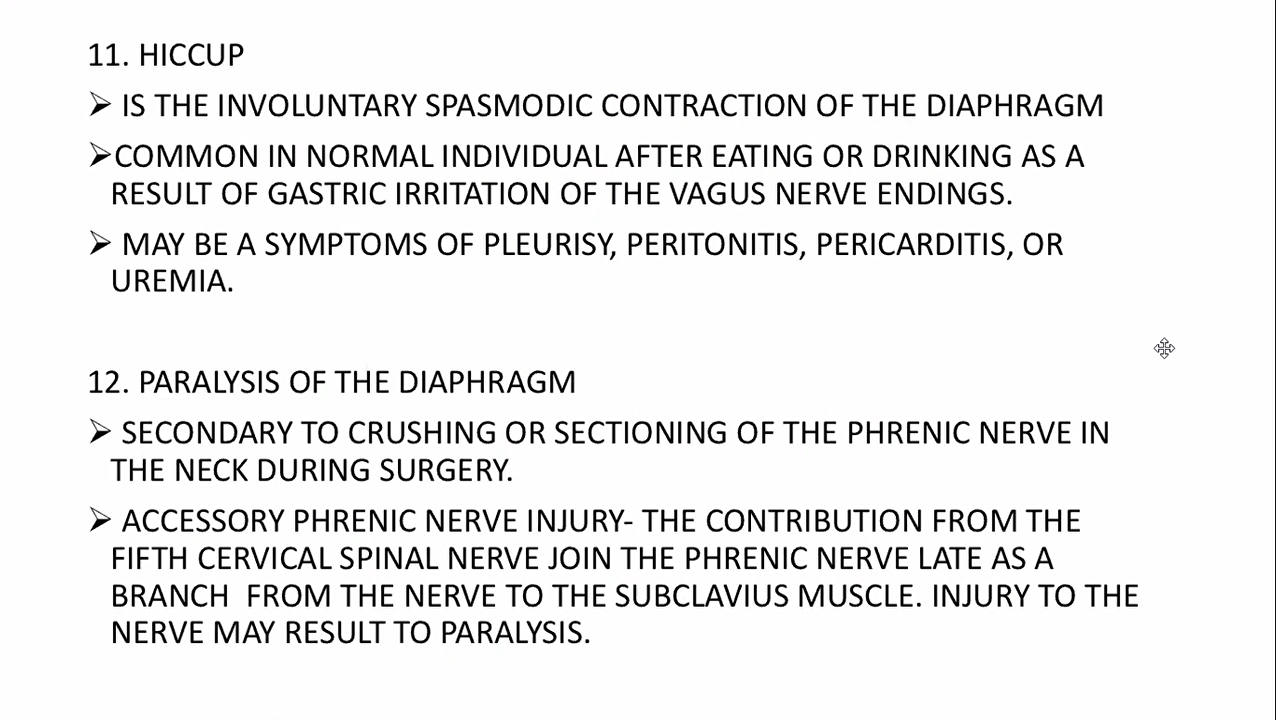 11. HICCUP
➢ IS THE INVOLUNTARY SPASMODIC CONTRACTION OF THE DIAPHRAGM
➢COMMON IN NORMAL INDIVIDUAL AFTER EATING OR DRINKING AS A
RESULT OF GASTRIC IRRITATION OF THE VAGUS NERVE ENDINGS.
➢ MAY BE A SYMPTOMS OF PLEURISY, PERITONITIS, PERICARDITIS, OR
UREMIA.
12. PARALYSIS OF THE DIAPHRAGM
➢ SECONDARY TO CRUSHING OR SECTIONING OF THE PHRENIC NERVE IN
THE NECK DURING SURGERY.
➢ ACCESSORY PHRENIC NERVE INJURY- THE CONTRIBUTION FROM THE
FIFTH CERVICAL SPINAL NERVE JOIN THE PHRENIC NERVE LATE AS A
BRANCH  FROM THE NERVE TO THE SUBCLAVIUS MUSCLE. INJURY TO THE
NERVE MAY RESULT TO PARALYSIS.